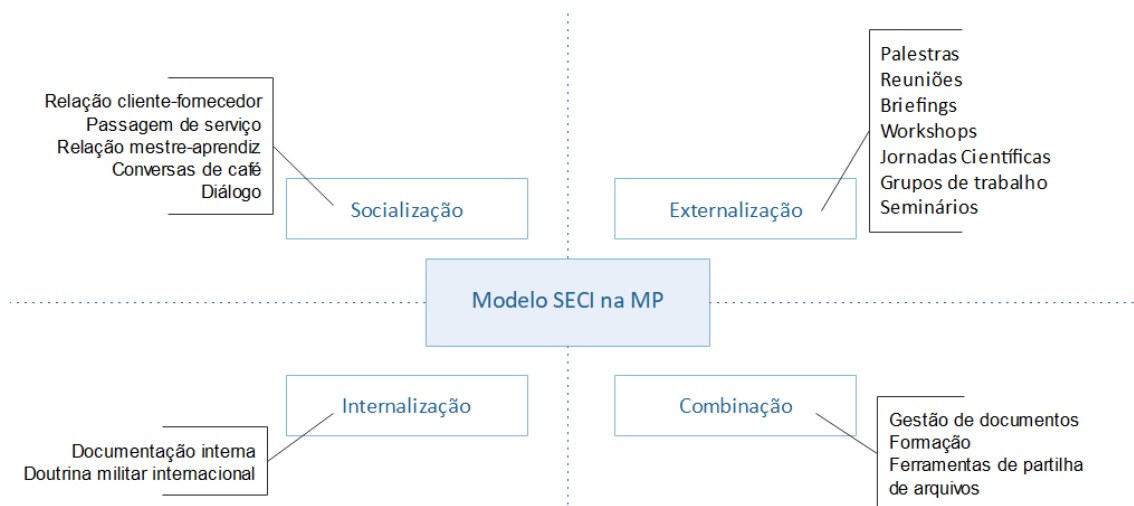 Relação cliente-fornecedor
Passagem de serviço
Relação mestre-aprendiz
Conversas de café
Diálogo
Socialização
Palestras
Reuniões
Briefings
Workshops
Jornadas Científicas
Grupos de trabalho
Seminários
Externalização
Modelo SECI na MP
Internalização
Documentação interna
Doutrina militar internacional
Combinação
Gestão de documentos
Formação
Ferramentas de partilha
de arquivos